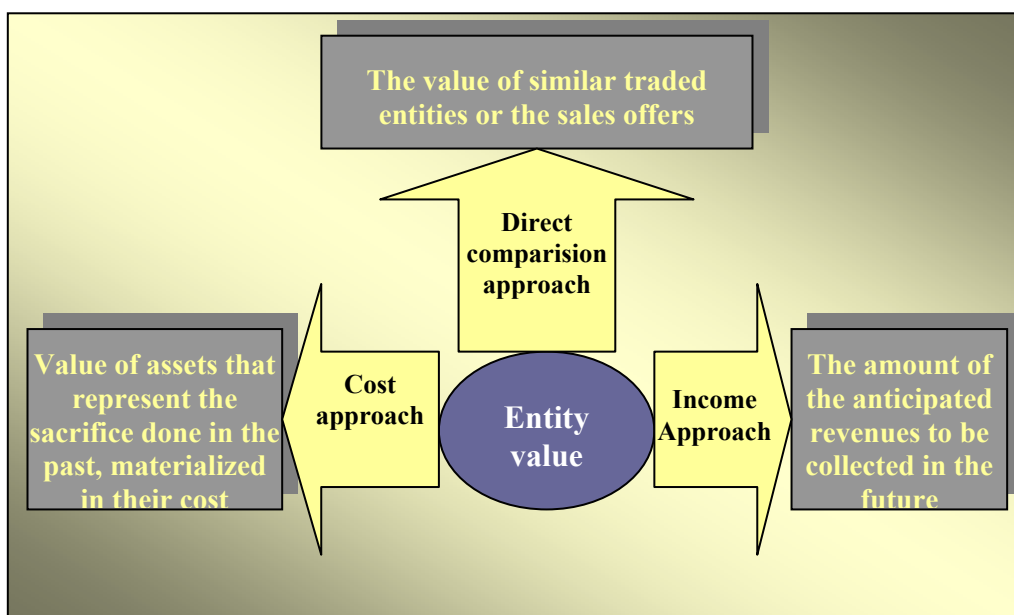 The value of similar traded
entities or the sales offers
Direct
comparision
approach
Value of assets that
represent the
sacrifice done in the
past, materialized
in their cost
Cost
approach
Entity
value
Income
Approach
The amount of
the anticipated
revenues to be
collected in the
future